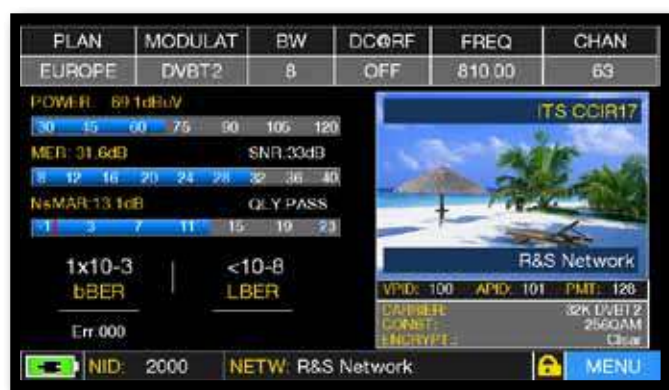 PLAN MODULAT BW DC@RF FREQ CHAN
EUROPE DVBT2 8 OFF 810.00 63
POWER: 69.1dBuV
30 45 60 75 90 105 120
MER: 31.6dB SNR:33dB
8 12 16 20 24 28 32 36 40
NsMAR:13.1dB QLY PASS
-1 3 7 11 15 19 23
1x10-3 <10-8
bBER LBER
Err:000
ITS CCIR17
R&S Network
VPID: 100 APID: 101 PMT: 128
CARRIER: 32K DVBT2
CONST: 256QAM
ENCRYPT.: Clear
NID: 2000 NETW: R&S Network MENU